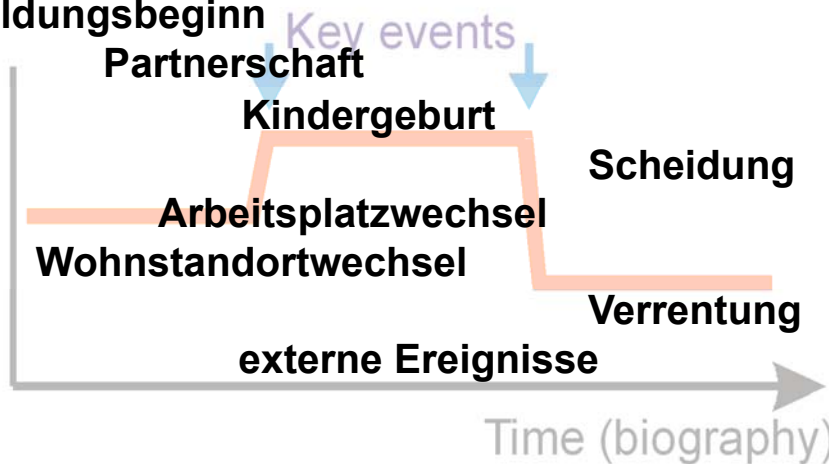 ldungsbeginn
Key events
Partnerschaft
Kindergeburt
Scheidung
Arbeitsplatzwechsel
Wohnstandortwechsel
Verrentung
externe Ereignisse
Time (biography)